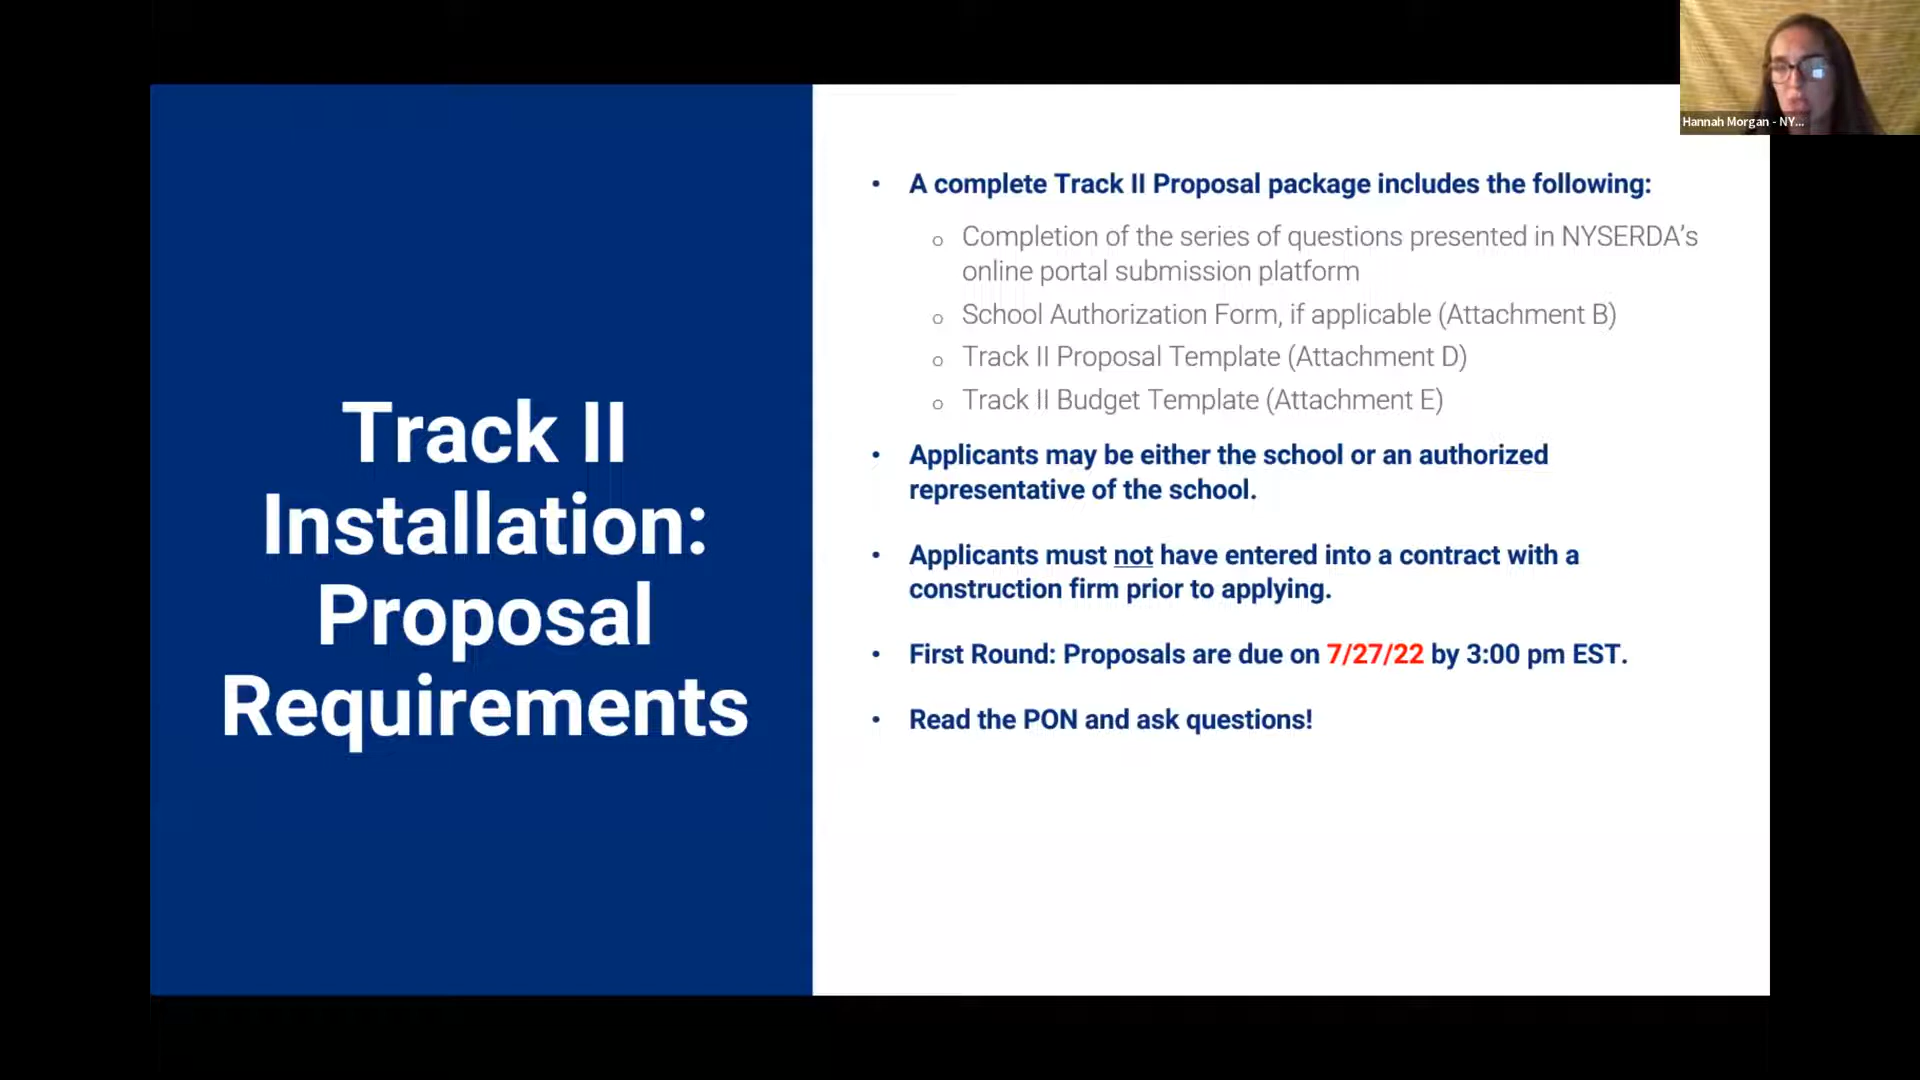 Hannah Morgan - NY...
Track II
Installation:
Proposal
Requirements
• A complete Track II Proposal package includes the following:
o Completion of the series of questions presented in NYSERDA’s
online portal submission platform
o School Authorization Form, if applicable (Attachment B)
o Track II Proposal Template (Attachment D)
o Track II Budget Template (Attachment E)
• Applicants may be either the school or an authorized
representative of the school.
• Applicants must not have entered into a contract with a
construction firm prior to applying.
• First Round: Proposals are due on 7/27/22 by 3:00 pm EST.
• Read the PON and ask questions!